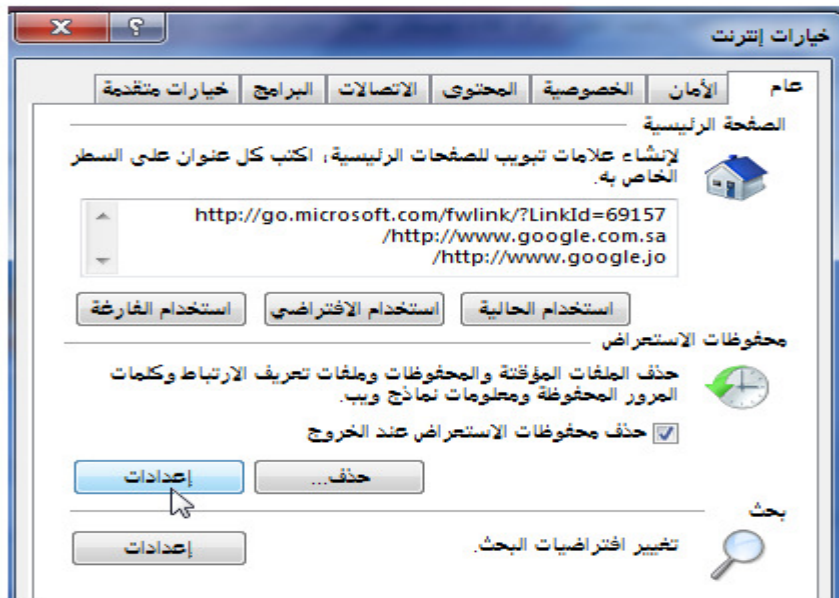 خيارات إنترنت
عام الأمان الخصوصية المحتوى الاتصالات البرامج خيارات متقدمة
الصفحة الرئيسية
لإنشاء علامات تبويب للصفحات الرئيسية، اكتب كل عنوان على السطر
الخاص به.
http://go.microsoft.com/fwlink/?LinkId=69157
/http://www.google.com.sa
/http://www.google.jo
استخدام الحالية استخدام الافتراضي استخدام الفارغة
محفوظات الاستعراض
حذف الملفات المؤقتة والمحفوظات وملفات تعريف الارتباط وكلمات
المرور المحفوظة ومعلومات نماذج ويب.
حذف محفوظات الاستعراض عند الخروج
حذف... إعدادات
بحث
تغيير افتراضيات البحث. إعدادات